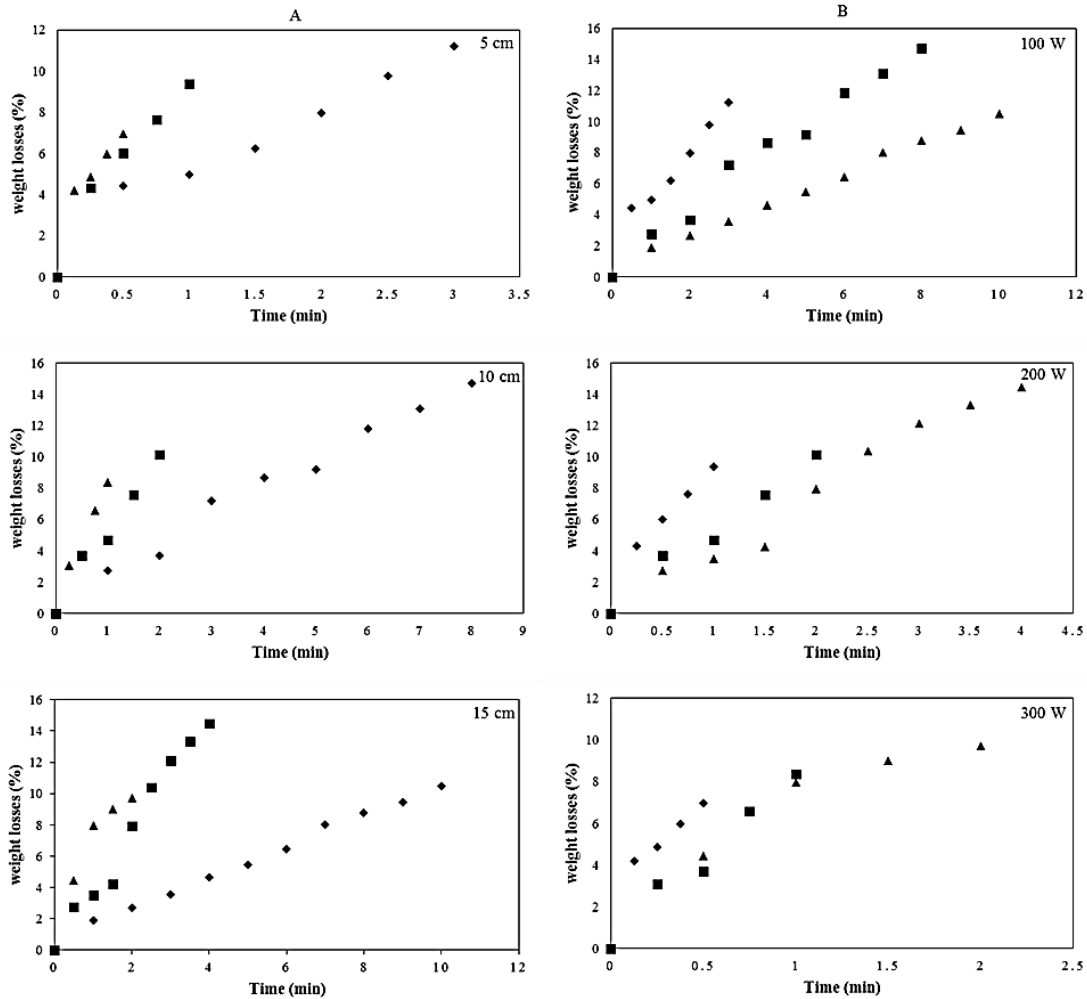 A
5 cm
weight losses (%)
12
10
8
6
4
2
0
0 0.5 1 1.5 2 2.5 3 3.5
Time (min)
10 cm
weight losses (%)
16
14
12
10
8
6
4
2
0
0 1 2 3 4 5 6 7 8 9
Time (min)
15 cm
weight losses (%)
16
14
12
10
8
6
4
2
0
0 2 4 6 8 10 12
Time (min)
B
100 W
weight losses (%)
16
14
12
10
8
6
4
2
0
0 2 4 6 8 10 12
Time (min)
200 W
weight losses (%)
16
14
12
10
8
6
4
2
0
0 0.5 1 1.5 2 2.5 3 3.5 4 4.5
Time (min)
300 W
weight losses (%)
12
10
8
6
4
2
0
0 0.5 1 1.5 2 2.5
Time (min)